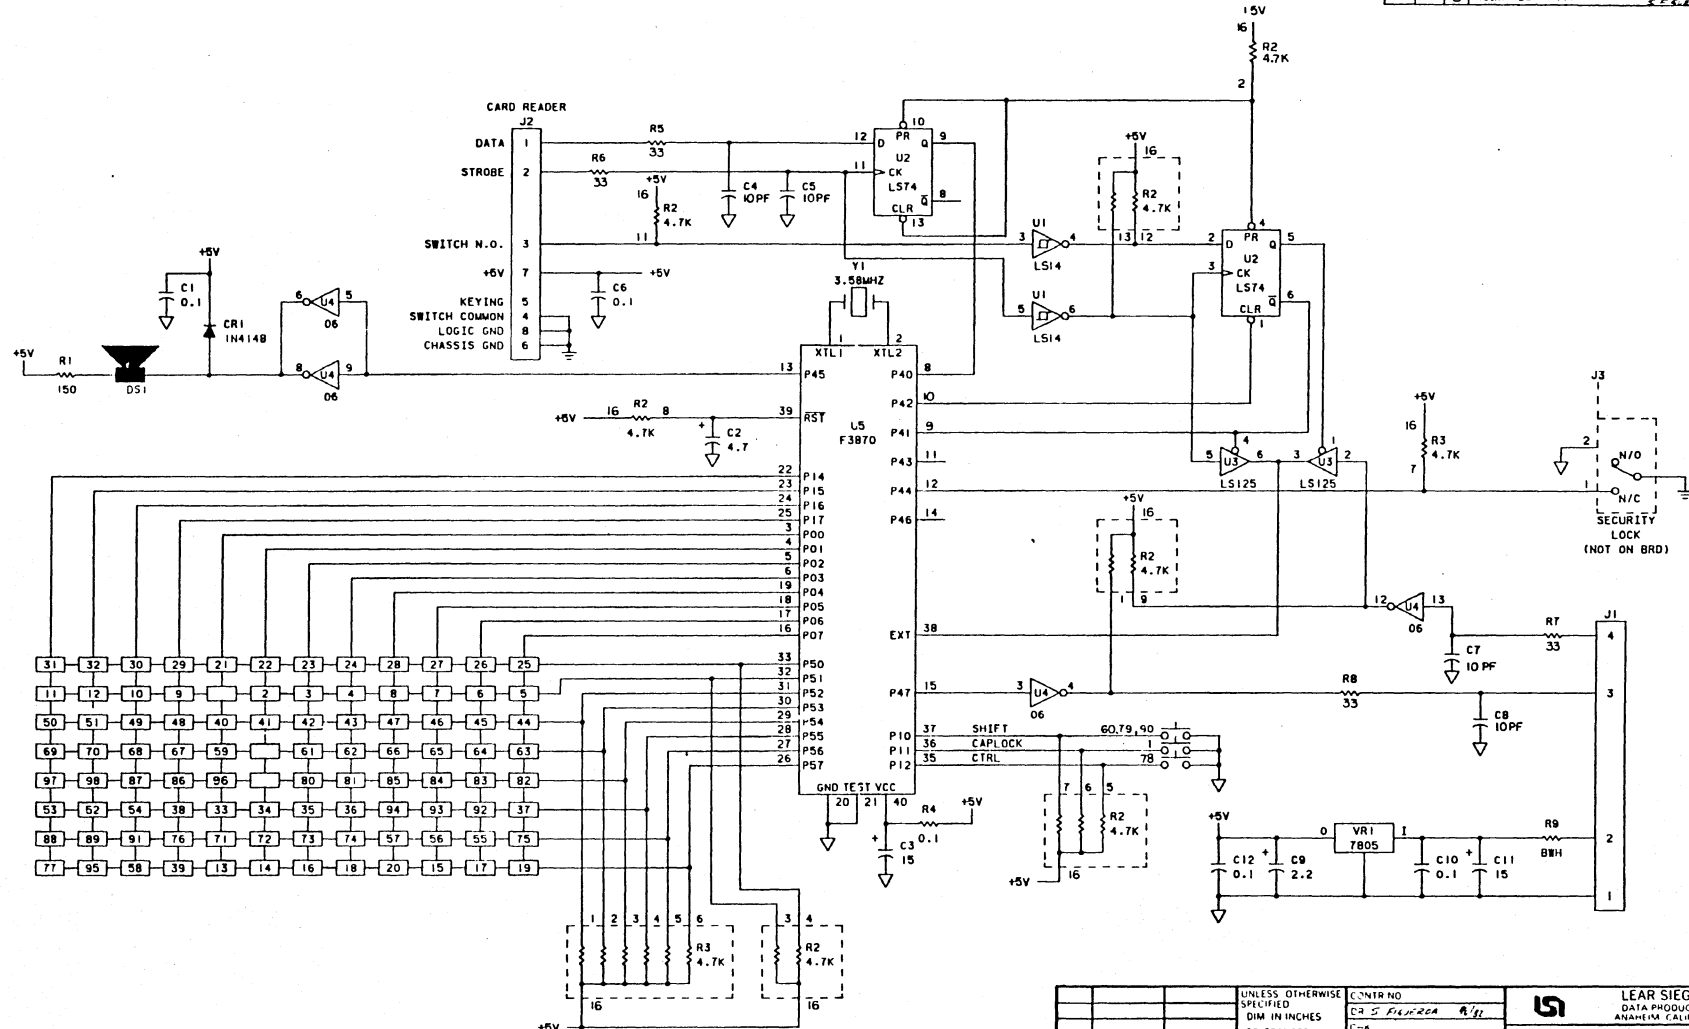 +5V
16
R2
4.7K
2
CARD READER
J2
DATA 1
STROBE 2
SWITCH N.O. 3
+5V 7
KEYING 5
SWITCH COMMON 4
LOGIC GND 8
CHASSIS GND 6
R5
33
R6
33
+5V
16
R2
4.7K
11
C4
10PF
C5
10PF
+5V
C6
0.1
12 D PR 10 Q 9
U2
11 CK
LS74
Q 8
CLR
13
+5V
16
R2
4.7K
13 12
U1
3 4
LS14
U1
5 6
LS14
4
2 D PR Q 5
U2
3 CK
LS74
Q 6
CLR
1
+5V
C1
0.1
CR1
1N4148
6 U4 5
06
8 U4 9
06
+5V
R1
150
DS1
Y1
3.58MHZ
1 2
XTL1 XTL2
U5
F3870
13 P45
39 RST
+5V 16 R2 8
4.7K
+ C2
4.7
22 P14
23 P15
24 P16
25 P17
3 P00
4 P01
5 P02
6 P03
19 P04
18 P05
17 P06
16 P07
33 P50
32 P51
31 P52
30 P53
29 P54
28 P55
27 P56
26 P57
P40 8
P42 10
P41 9
P43 11
P44 12
P46 14
EXT 38
P47 15
P10 37 SHIFT 60,79,90
P11 36 CAPLOCK 1
P12 35 CTRL 78
GND TEST VCC
20 21 40
R4
0.1
+5V
+ C3
15
4
5 U3 6
LS125
1
3 U3 2
LS125
+5V
16
R3
4.7K
7
J3
2
N/O
1
N/C
SECURITY
LOCK
(NOT ON BRD)
+5V
16
R2
4.7K
1 9
12 U4 13
06
C7
10 PF
R7
33
J1
4
3
2
1
3 U4 4
06
R8
33
C8
10PF
7 6 5
R2
4.7K
16
+5V
+5V
C12
0.1
+ C9
2.2
O VR1 I
7805
C10
0.1
+ C11
15
R9
BWH
31 32 30 29 21 22 23 24 28 27 26 25
11 12 10 9 2 3 4 8 7 6 5
50 51 49 48 40 41 42 43 47 46 45 44
69 70 68 67 59 61 62 66 65 64 63
97 98 87 86 96 80 81 85 84 83 82
53 52 54 38 33 34 35 36 94 93 92 37
88 89 91 76 71 72 73 74 57 56 55 75
77 95 58 39 13 14 16 18 20 15 17 19
1 2 3 4 5 6
R3
4.7K
16
3 4
R2
4.7K
16
+5V
UNLESS OTHERWISE
SPECIFIED
DIM IN INCHES
CONTR NO
LSI
LEAR SIEG
DATA PRODUC
ANAHEIM, CALI